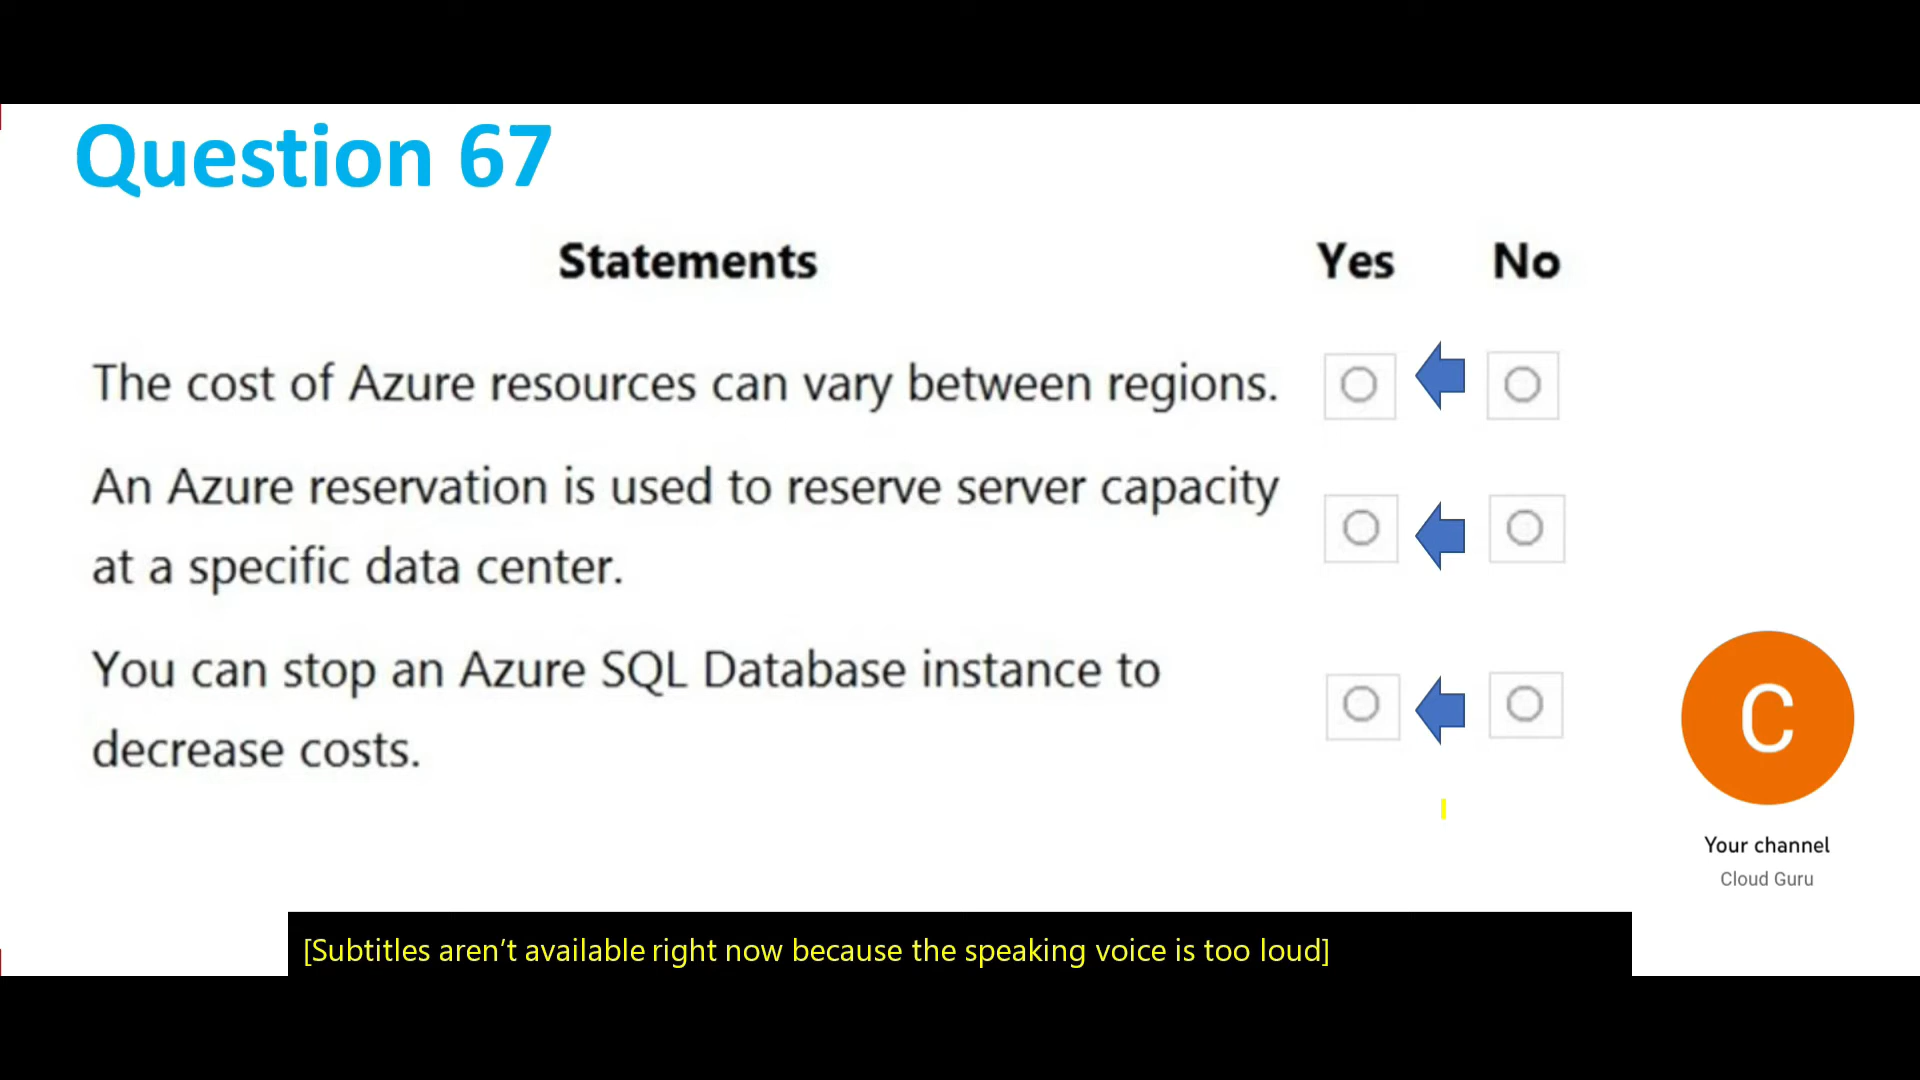 Question 67
Statements Yes No
The cost of Azure resources can vary between regions.
An Azure reservation is used to reserve server capacity
at a specific data center.
You can stop an Azure SQL Database instance to
decrease costs.
C
Your channel
Cloud Guru
[Subtitles aren’t available right now because the speaking voice is too loud]